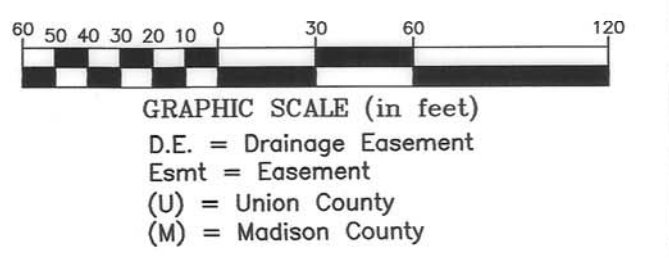 60 50 40 30 20 10 0 30 60 120
GRAPHIC SCALE (in feet)
D.E. = Drainage Easement
Esmt = Easement
(U) = Union County
(M) = Madison County